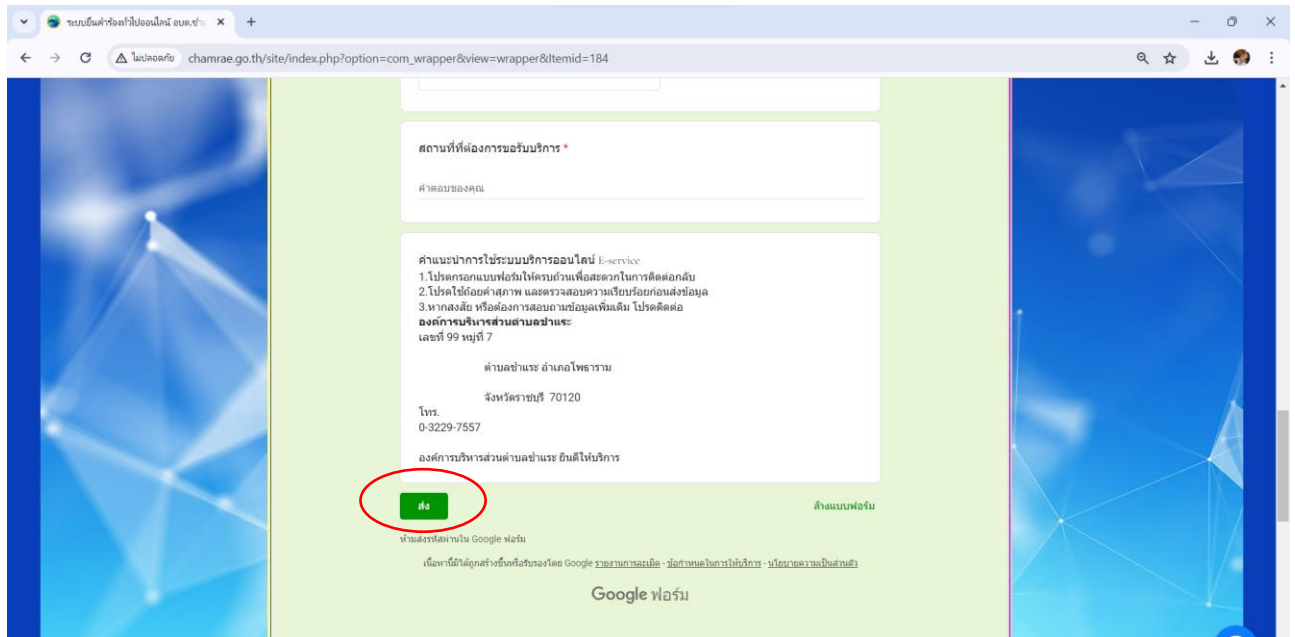 ระบบยื่นคำร้องทั่วไปออนไลน์ อบต.ชำ
ไม่ปลอดภัย chamrae.go.th/site/index.php?option=com_wrapper&view=wrapper&Itemid=184
สถานที่ที่ต้องการขอรับบริการ *
คำตอบของคุณ
คำแนะนำการใช้ระบบบริการออนไลน์ E-service
1.โปรดกรอกแบบฟอร์มให้ครบถ้วนเพื่อสะดวกในการติดต่อกลับ
2.โปรดใช้ถ้อยคำสุภาพ และตรวจสอบความเรียบร้อยก่อนส่งข้อมูล
3.หากสงสัย หรือต้องการสอบถามข้อมูลเพิ่มเติม โปรดติดต่อ
องค์การบริหารส่วนตำบลชำแระ
เลขที่ 99 หมู่ที่ 7
ตำบลชำแระ อำเภอโพธาราม
จังหวัดราชบุรี 70120
โทร.
0-3229-7557
องค์การบริหารส่วนตำบลชำแระ ยินดีให้บริการ
ส่ง ล้างแบบฟอร์ม
ห้ามส่งรหัสผ่านใน Google ฟอร์ม
เนื้อหานี้มิได้ถูกสร้างขึ้นหรือรับรองโดย Google รายงานการละเมิด - ข้อกำหนดในการให้บริการ - นโยบายความเป็นส่วนตัว
Google ฟอร์ม